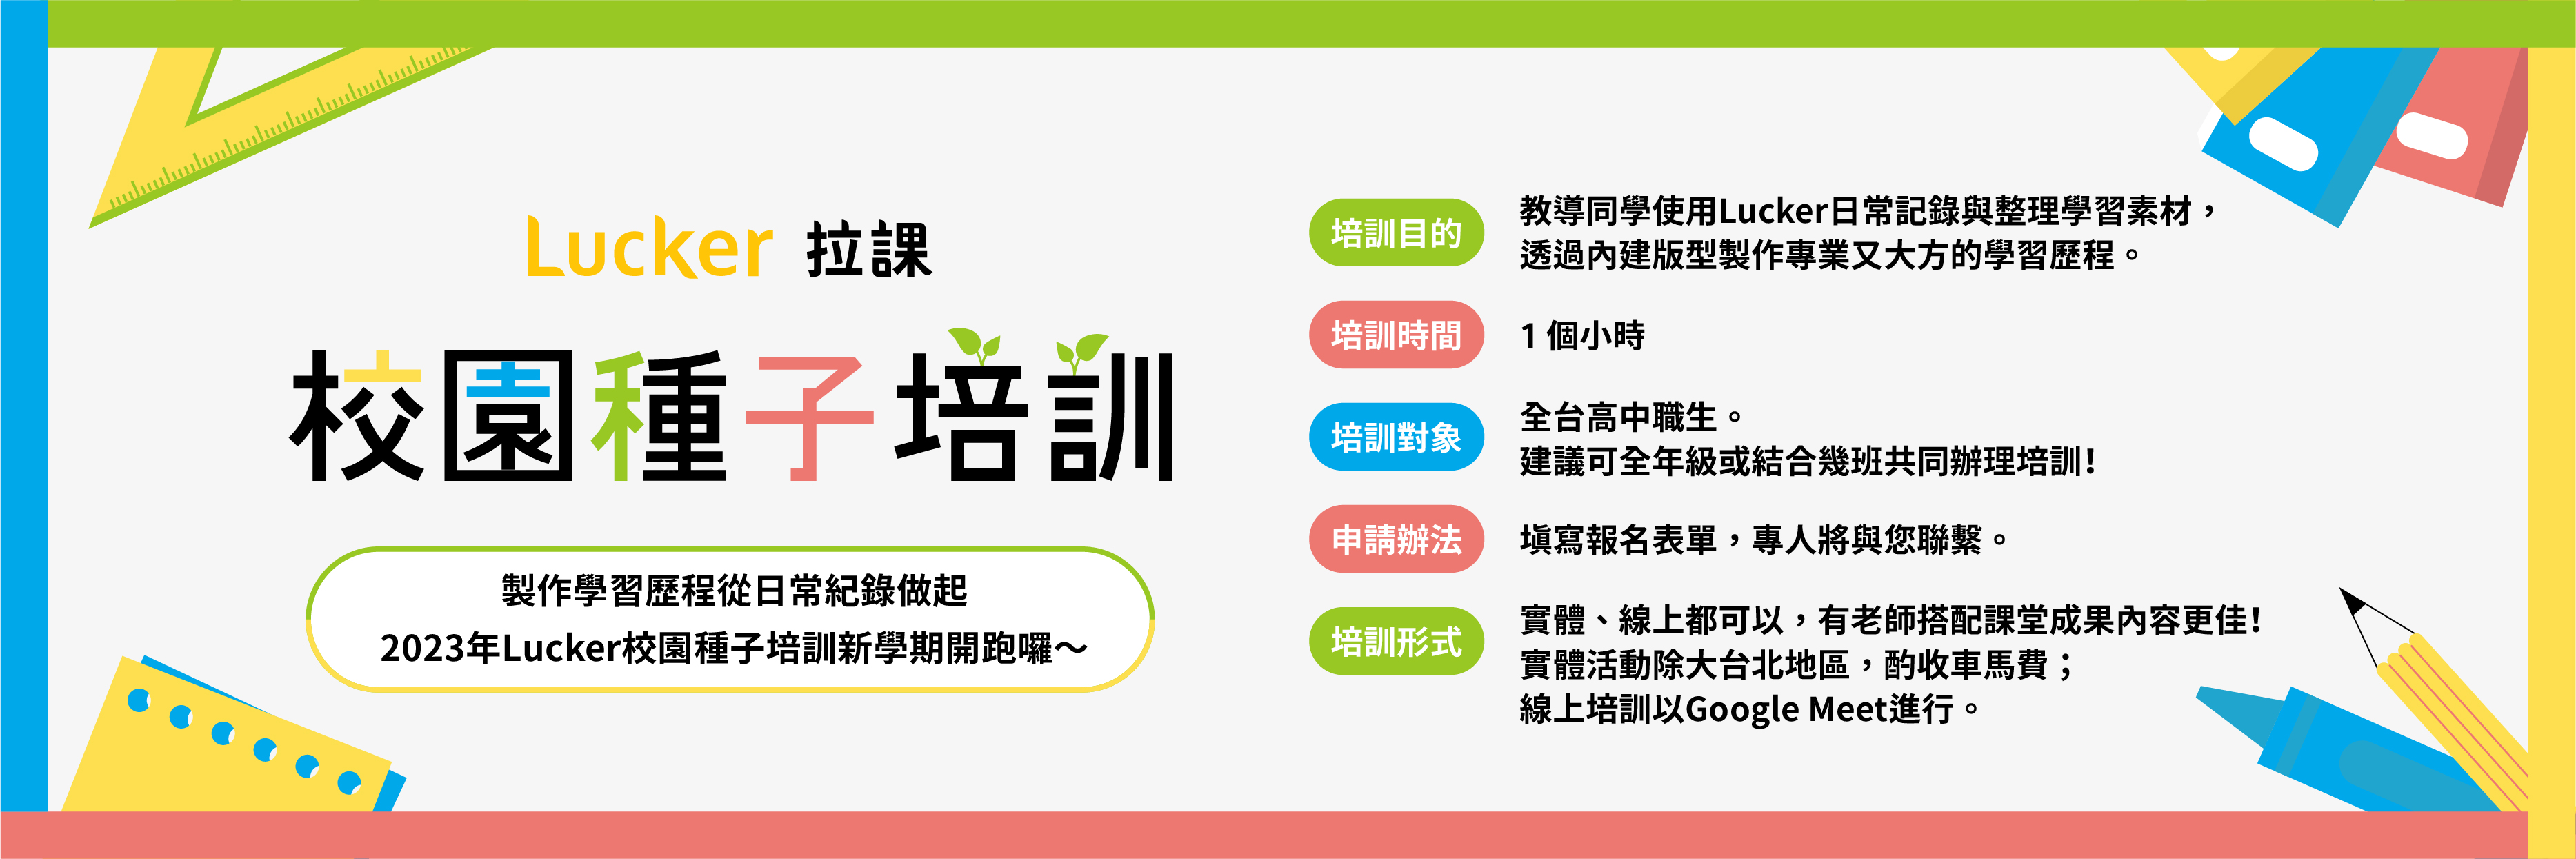 Lucker 拉課
校園種子培訓
製作學習歷程從日常紀錄做起
2023年Lucker校園種子培訓新學期開跑囉～
培訓目的
教導同學使用Lucker日常記錄與整理學習素材，
透過內建版型製作專業又大方的學習歷程。
培訓時間
1 個小時
培訓對象
全台高中職生。
建議可全年級或結合幾班共同辦理培訓!
申請辦法
填寫報名表單，專人將與您聯繫。
培訓形式
實體、線上都可以，有老師搭配課堂成果內容更佳!
實體活動除大台北地區，酌收車馬費；
線上培訓以Google Meet進行。